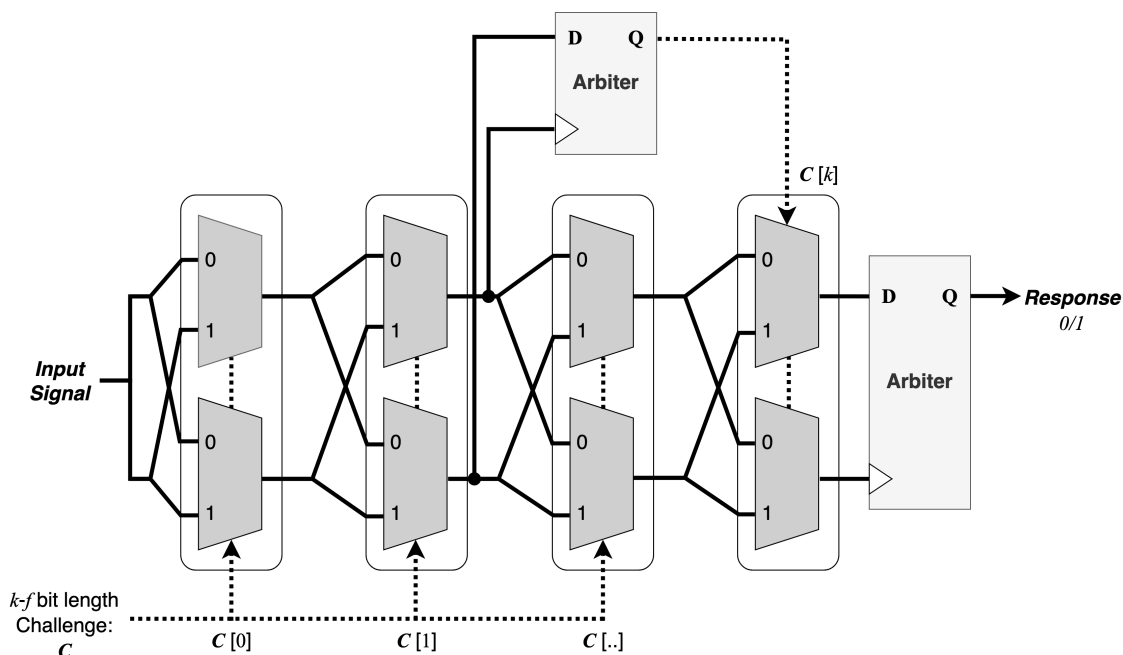 D Q
Arbiter
C [k]
0
0
0
0
1
1
1
1
D Q
Response
0/1
Input
Signal
Arbiter
0
0
0
0
1
1
1
1
k-f bit length
Challenge:
C
C [0]
C [1]
C [..]